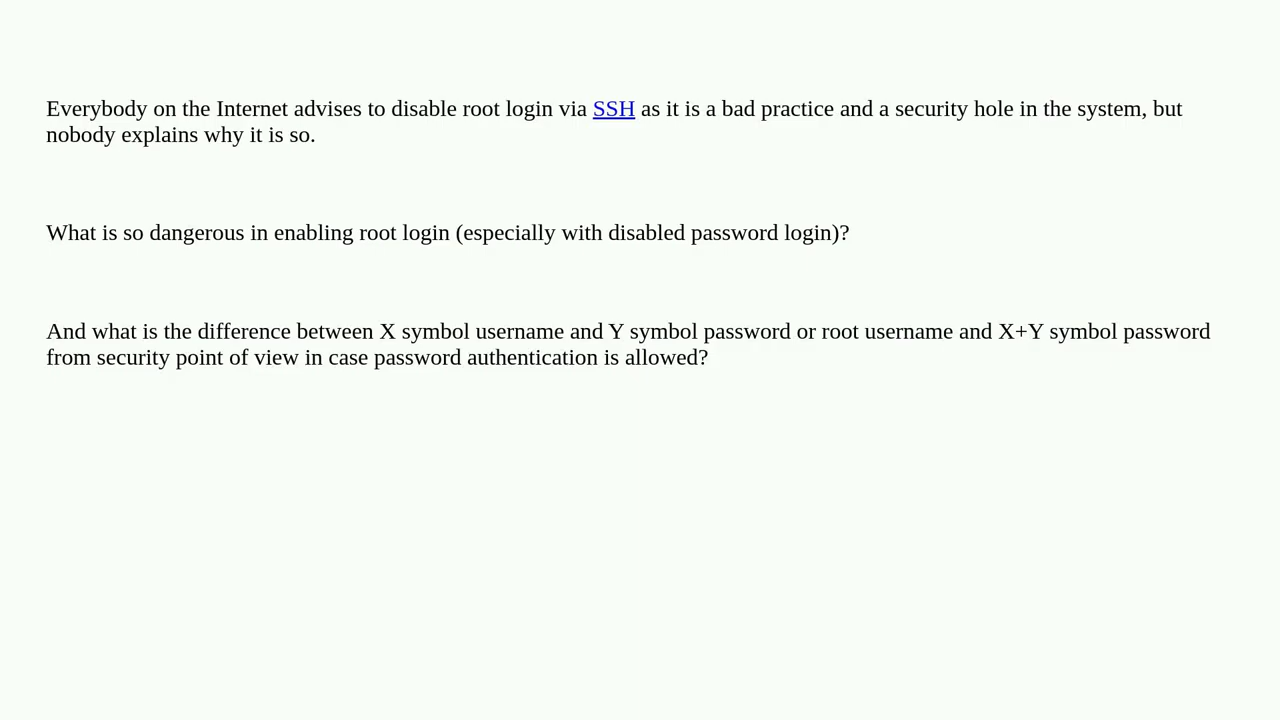 Everybody on the Internet advises to disable root login via SSH as it is a bad practice and a security hole in the system, but
nobody explains why it is so.
What is so dangerous in enabling root login (especially with disabled password login)?
And what is the difference between X symbol username and Y symbol password or root username and X+Y symbol password
from security point of view in case password authentication is allowed?